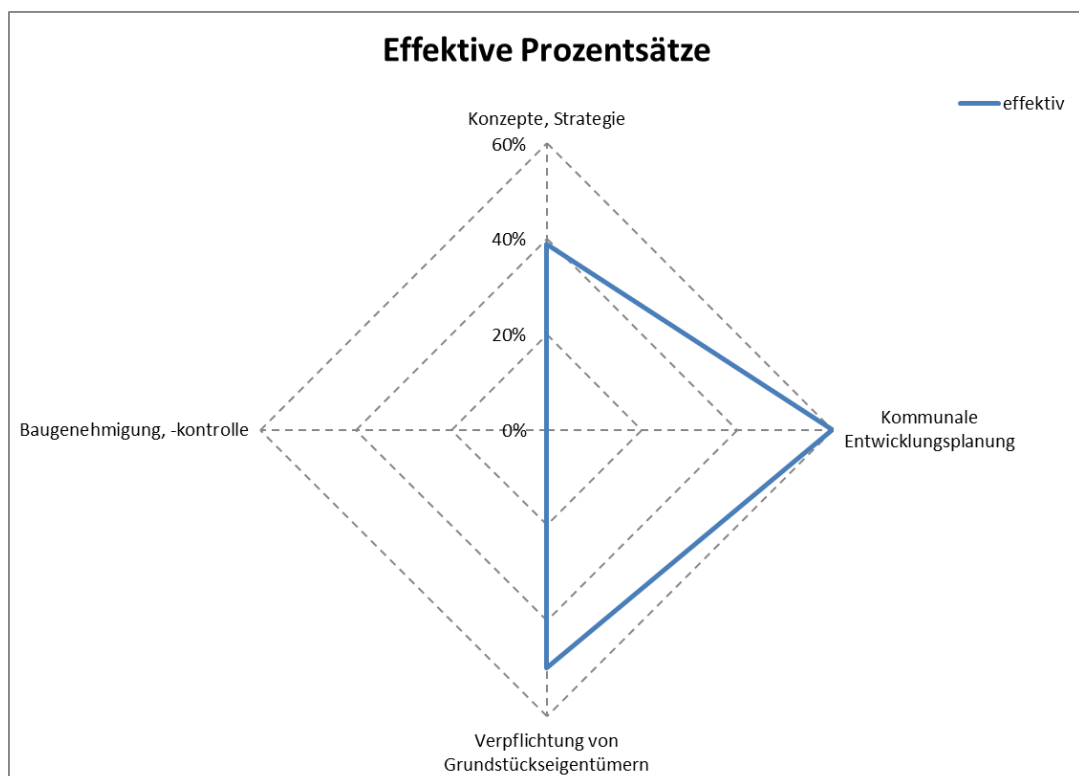 Effektive Prozentsätze
effektiv
Konzepte, Strategie
60%
40%
20%
0%
Baugenehmigung, -kontrolle
Kommunale
Entwicklungsplanung
Verpflichtung von
Grundstückseigentümern